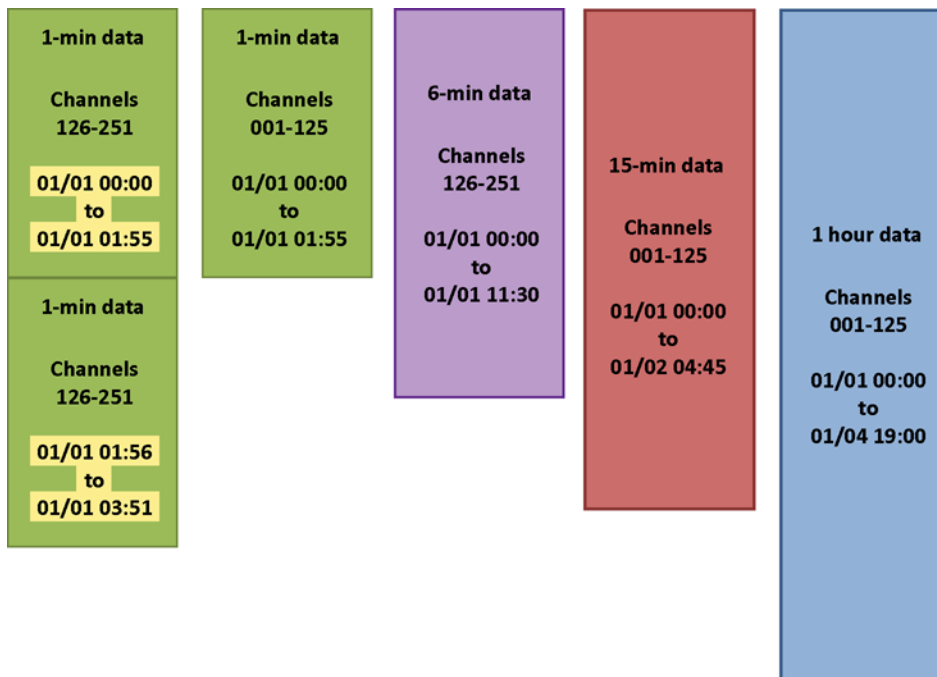 1-min data
Channels
126-251
01/01 00:00
to
01/01 01:55
1-min data
Channels
126-251
01/01 01:56
to
01/01 03:51
1-min data
Channels
001-125
01/01 00:00
to
01/01 01:55
6-min data
Channels
126-251
01/01 00:00
to
01/01 11:30
15-min data
Channels
001-125
01/01 00:00
to
01/02 04:45
1 hour data
Channels
001-125
01/01 00:00
to
01/04 19:00